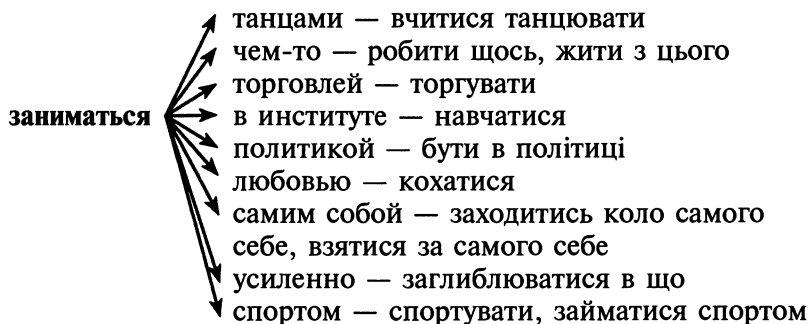 танцами — вчитися танцювати
чем-то — робити щось, жити з цього
торговлей — торгувати
заниматься в институте — навчатися
политикой — бути в політиці
любовью — кохатися
самим собой — заходитись коло самого
себе, взятися за самого себе
усиленно — заглиблюватися в що
спортом — спортувати, займатися спортом